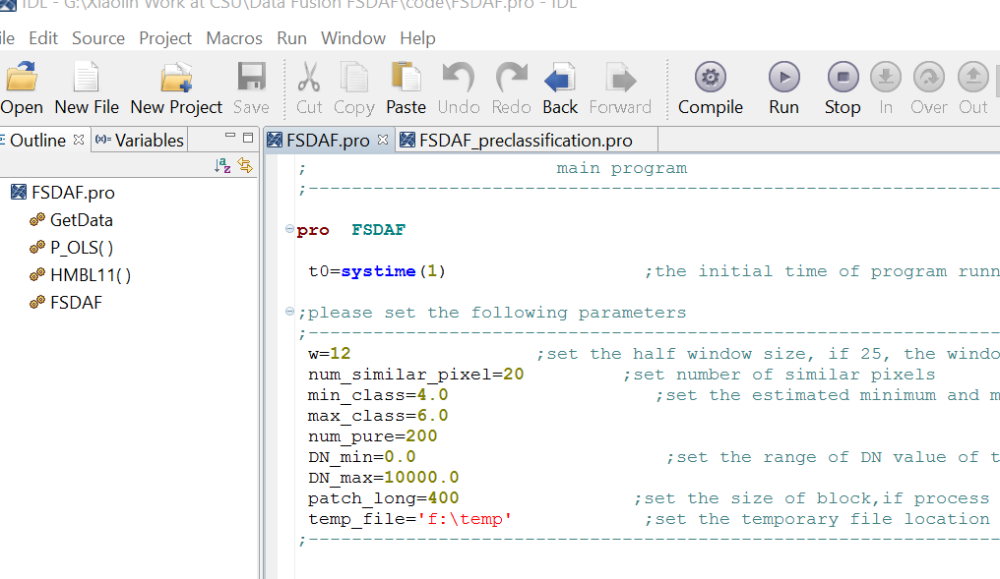 IDL - G:\Xiaolin Work at CSU\Data Fusion FSDAF\code\FSDAF.pro - IDL
ile Edit Source Project Macros Run Window Help
Open New File New Project Save Cut Copy Paste Undo Redo Back Forward Compile Run Stop In Over Out
Outline Variables FSDAF.pro FSDAF_preclassification.pro
FSDAF.pro
GetData
P_OLS( )
HMBL11( )
FSDAF
; main program
;----------------------------------------------------------------
pro FSDAF
t0=systime(1) ;the initial time of program runn
;please set the following parameters
;----------------------------------------------------------------
w=12 ;set the half window size, if 25, the windo
num_similar_pixel=20 ;set number of similar pixels
min_class=4.0 ;set the estimated minimum and m
max_class=6.0
num_pure=200
DN_min=0.0 ;set the range of DN value of t
DN_max=10000.0
patch_long=400 ;set the size of block,if process
temp_file='f:\temp' ;set the temporary file location
;----------------------------------------------------------------